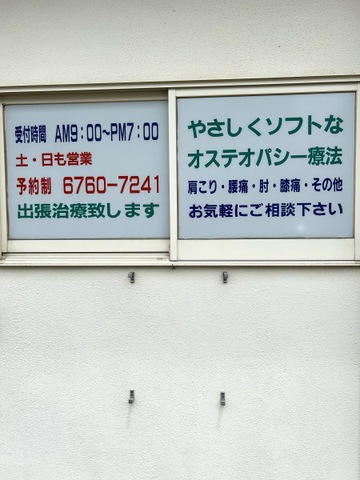 受付時間 AM9:00〜PM7:00
土・日も営業
予約制 6760-7241
出張治療致します
やさしくソフトな
オステオパシー療法
肩こり・腰痛・肘・膝痛・その他
お気軽にご相談下さい